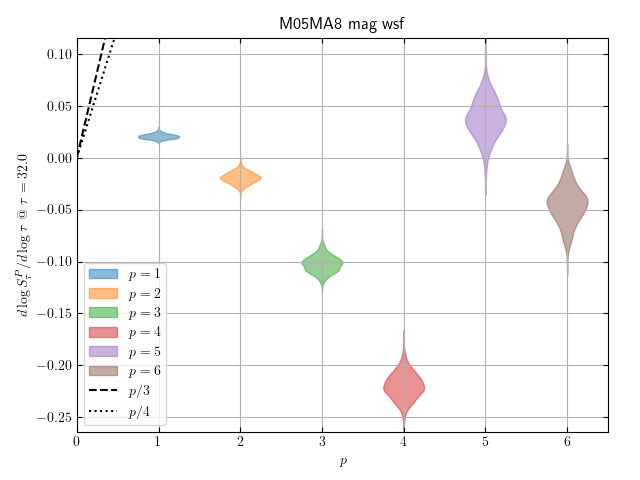 M05MA8 mag wsf
d log S_τ^P / d log τ @ τ = 32.0
0.10
0.05
0.00
−0.05
−0.10
−0.15
−0.20
−0.25
p = 1
p = 2
p = 3
p = 4
p = 5
p = 6
p/3
p/4
0 1 2 3 4 5 6
p